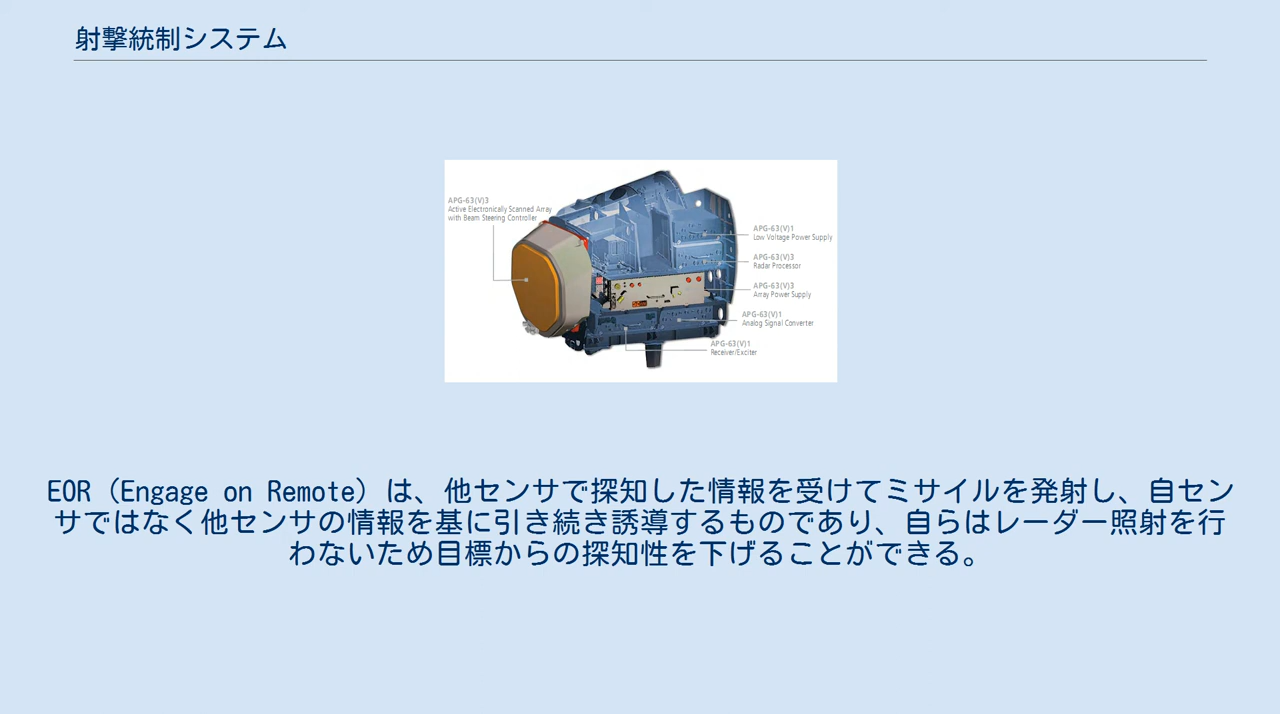 射撃統制システム
APG-63(V)3
Active Electronically Scanned Array
with Beam Steering Controller
APG-63(V)1
Low Voltage Power Supply
APG-63(V)3
Radar Processor
APG-63(V)3
Array Power Supply
APG-63(V)1
Analog Signal Converter
APG-63(V)1
Receiver/Exciter
EOR（Engage on Remote）は、他センサで探知した情報を受けてミサイルを発射し、自セン
サではなく他センサの情報を基に引き続き誘導するものであり、自らはレーダー照射を行
わないため目標からの探知性を下げることができる。